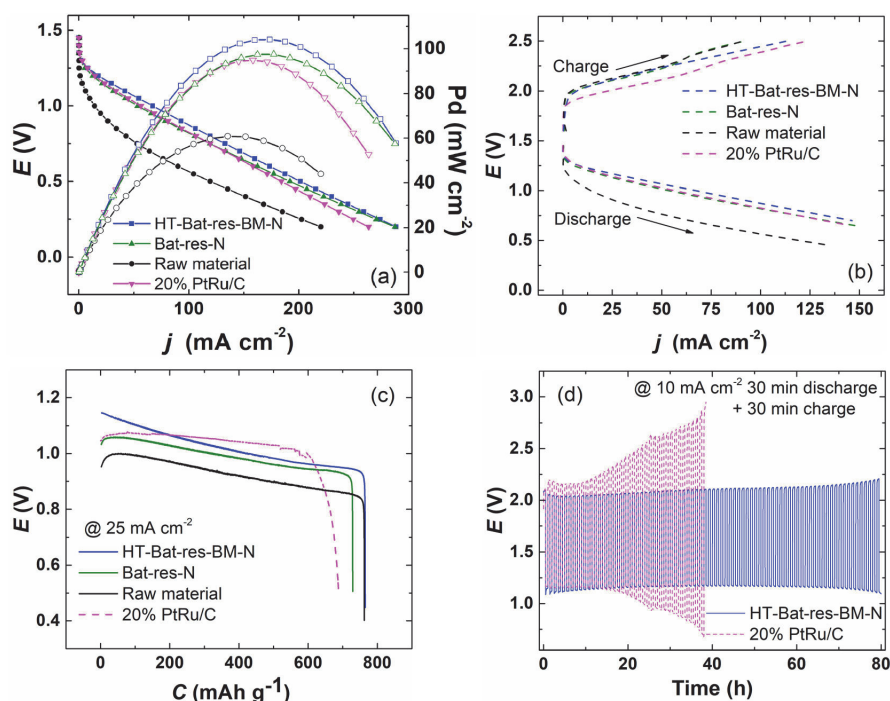 1.5
1.0
0.5
0.0
E (V)
100
80
60
40
20
0
Pd (mW cm-2)
HT-Bat-res-BM-N
Bat-res-N
Raw material
20% PtRu/C
(a)
0 100 200 300
j (mA cm-2)
2.5
2.0
1.5
1.0
0.5
0.0
E (V)
Charge
HT-Bat-res-BM-N
Bat-res-N
Raw material
20% PtRu/C
Discharge
(b)
0 25 50 75 100 125 150
j (mA cm-2)
(c)
1.2
1.0
0.8
0.6
0.4
E (V)
@ 25 mA cm-2
HT-Bat-res-BM-N
Bat-res-N
Raw material
20% PtRu/C
0 200 400 600 800
C (mAh g-1)
(d)
@ 10 mA cm-2 30 min discharge
+ 30 min charge
3.0
2.5
2.0
1.5
1.0
E (V)
HT-Bat-res-BM-N
20% PtRu/C
0 20 40 60 80
Time (h)